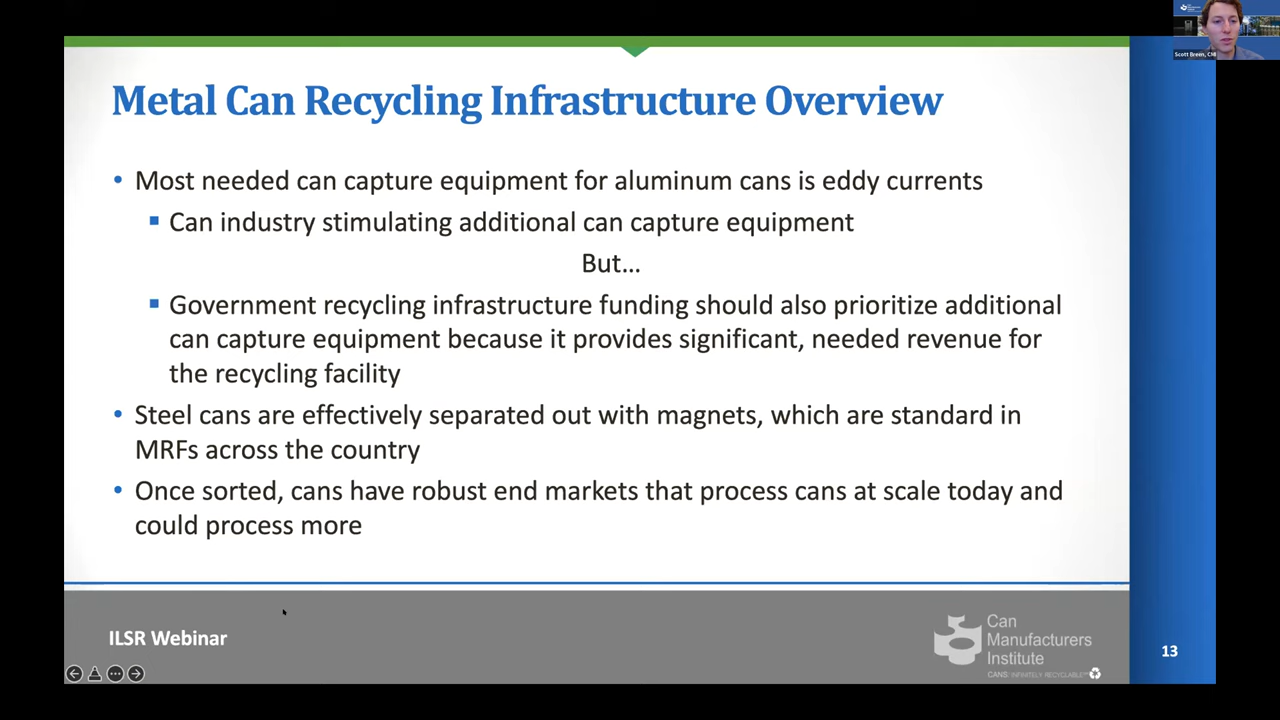 Scott Breen, CMI
Metal Can Recycling Infrastructure Overview
• Most needed can capture equipment for aluminum cans is eddy currents
▪ Can industry stimulating additional can capture equipment
But...
▪ Government recycling infrastructure funding should also prioritize additional
can capture equipment because it provides significant, needed revenue for
the recycling facility
• Steel cans are effectively separated out with magnets, which are standard in
MRFs across the country
• Once sorted, cans have robust end markets that process cans at scale today and
could process more
ILSR Webinar
Can
Manufacturers
Institute
CANS: INFINITELY RECYCLABLE
13